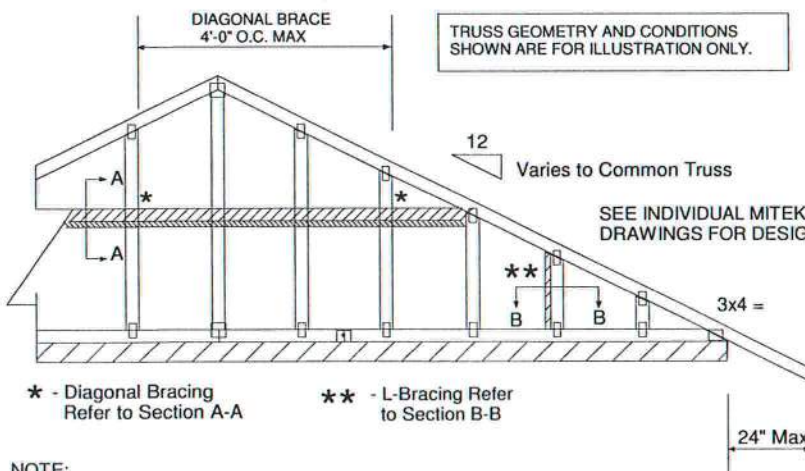 DIAGONAL BRACE
4'-0" O.C. MAX
TRUSS GEOMETRY AND CONDITIONS
SHOWN ARE FOR ILLUSTRATION ONLY.
12
Varies to Common Truss
A
*
*
SEE INDIVIDUAL MITEK
DRAWINGS FOR DESIG
A
**
B
B
3x4 =
* - Diagonal Bracing
Refer to Section A-A
** - L-Bracing Refer
to Section B-B
24" Max
NOTE: